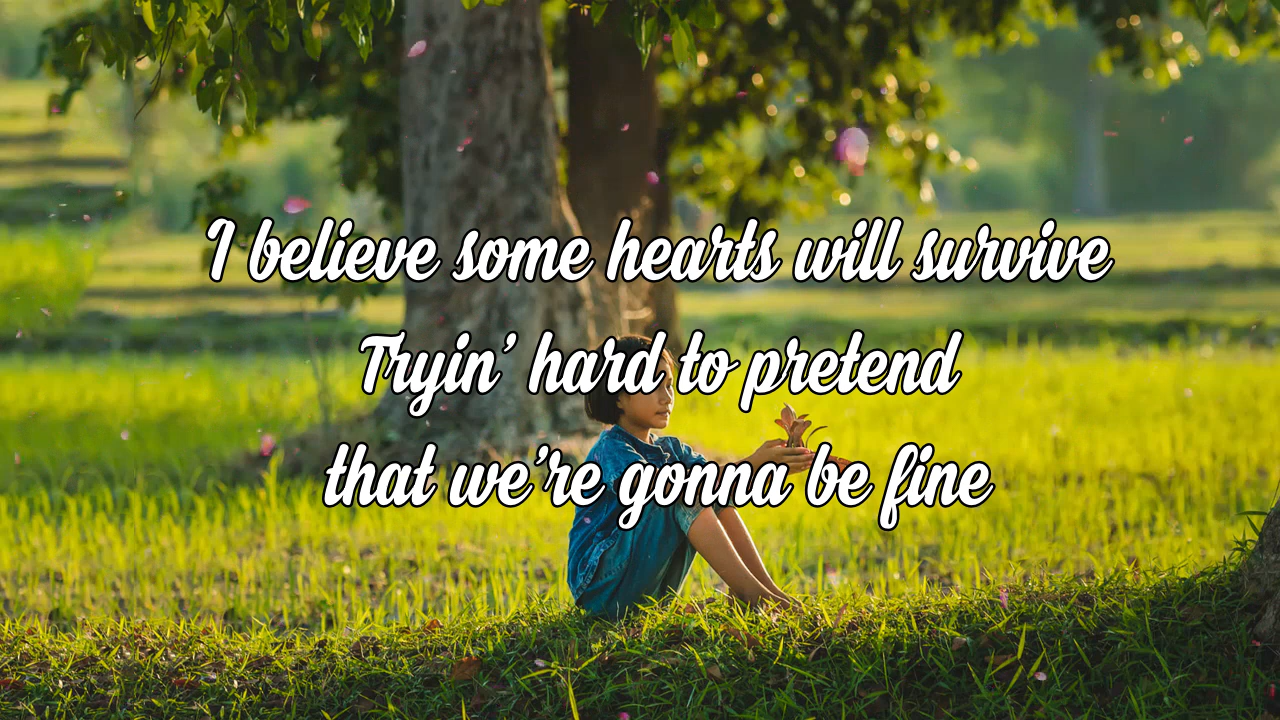 I believe some hearts will survive
Tryin’ hard to pretend
that we’re gonna be fine